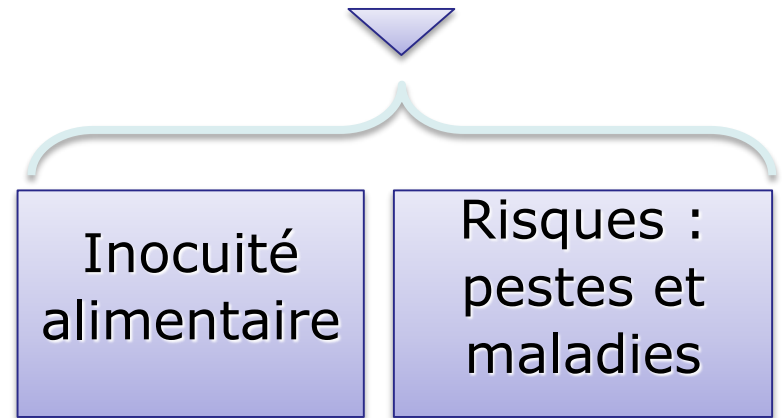 Inocuité
alimentaire
Risques :
pestes et
maladies